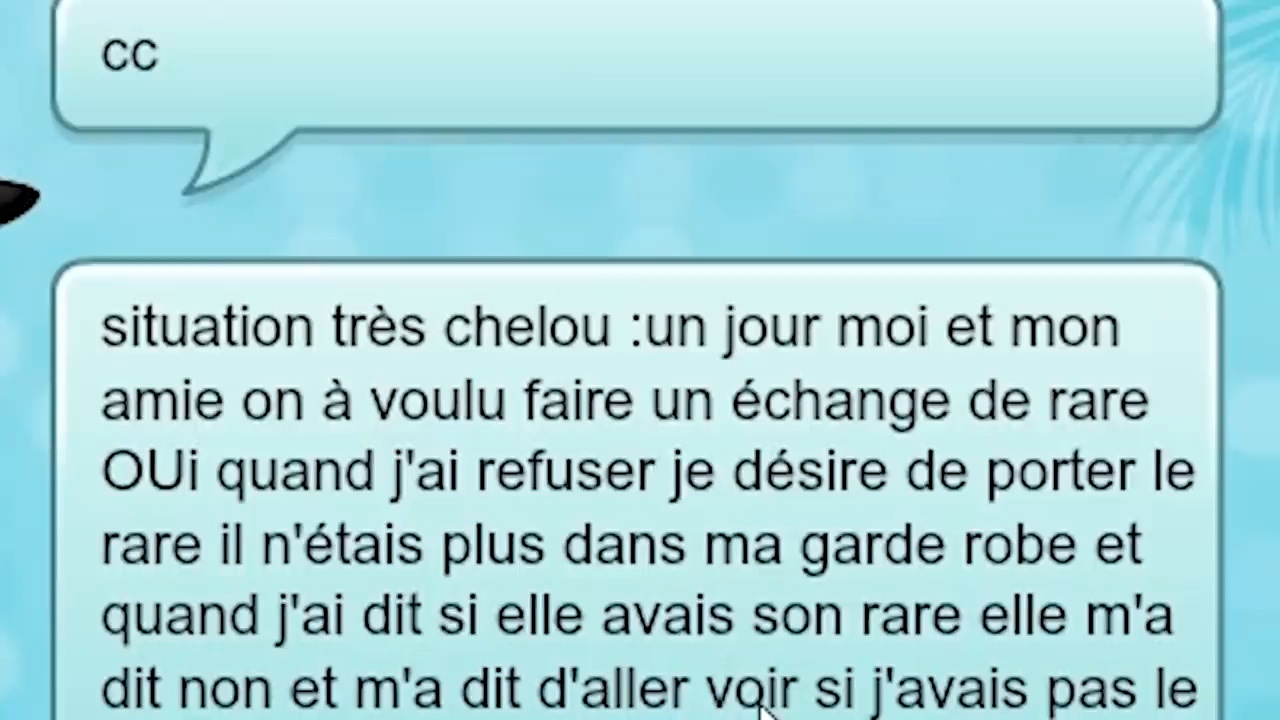 cc
situation très chelou :un jour moi et mon
amie on à voulu faire un échange de rare
OUi quand j'ai refuser je désire de porter le
rare il n'étais plus dans ma garde robe et
quand j'ai dit si elle avais son rare elle m'a
dit non et m'a dit d'aller voir si j'avais pas le